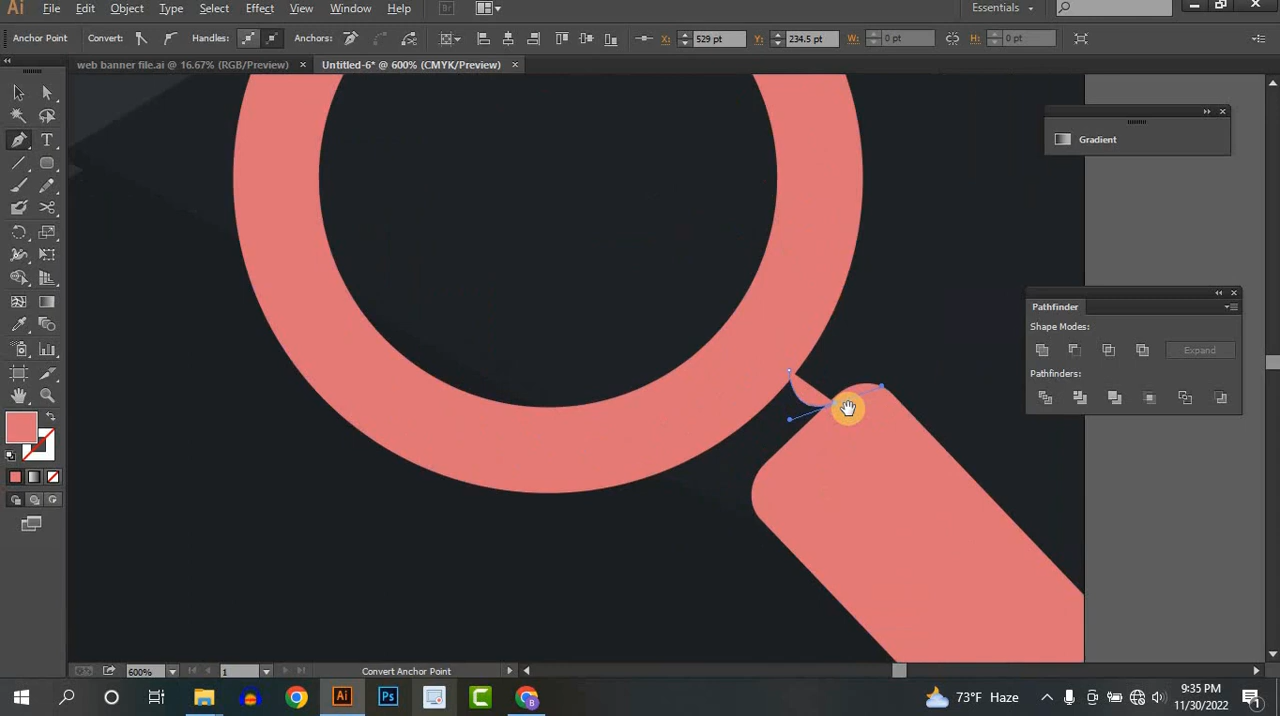 Ai File Edit Object Type Select Effect View Window Help Br Essentials
Anchor Point Convert: Handles: Anchors: X: 529 pt Y: 234.5 pt W: 0 pt H: 0 pt
web banner file.ai @ 16.67% (RGB/Preview) × Untitled-6* @ 600% (CMYK/Preview) ×
Gradient
Pathfinder
Shape Modes:
Expand
Pathfinders:
600% 1 Convert Anchor Point
Ai Ps 73°F Haze 9:35 PM
11/30/2022